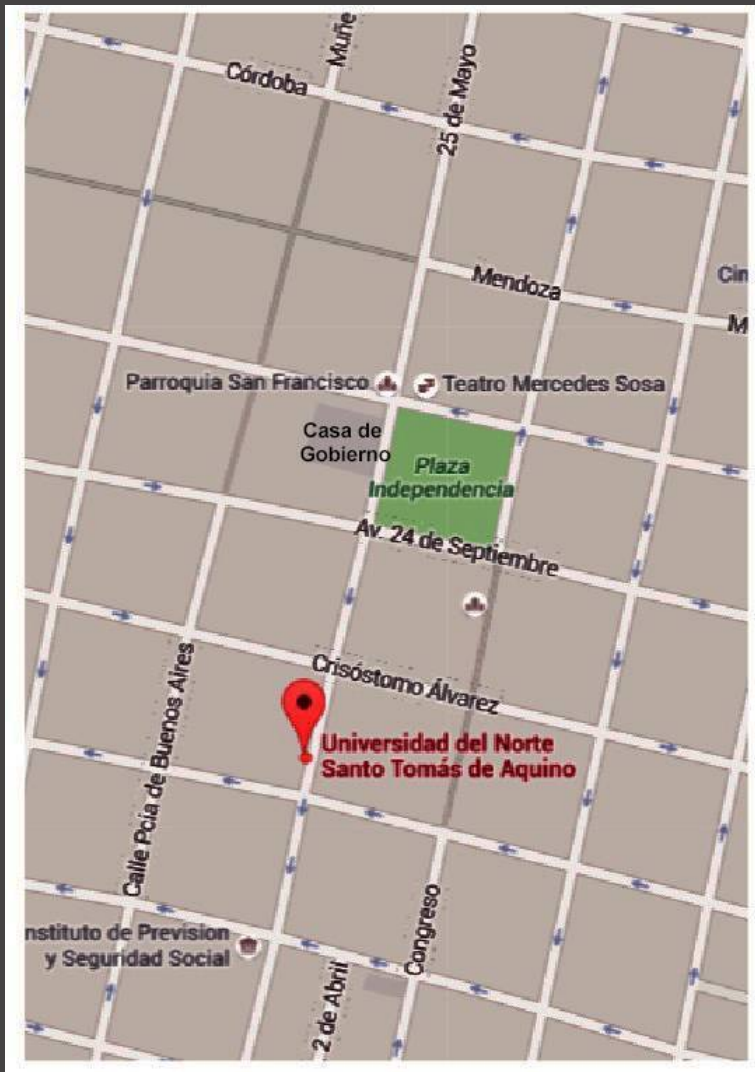 Muñe
25 de Mayo
Córdoba
Mendoza
Cin
M
Parroquia San Francisco
Teatro Mercedes Sosa
Casa de
Gobierno
Plaza
Independencia
Av. 24 de Septiembre
Crisóstomo Álvarez
Calle Pcia de Buenos Aires
Universidad del Norte
Santo Tomás de Aquino
Congreso
nstituto de Prevision
y Seguridad Social
2 de Abril